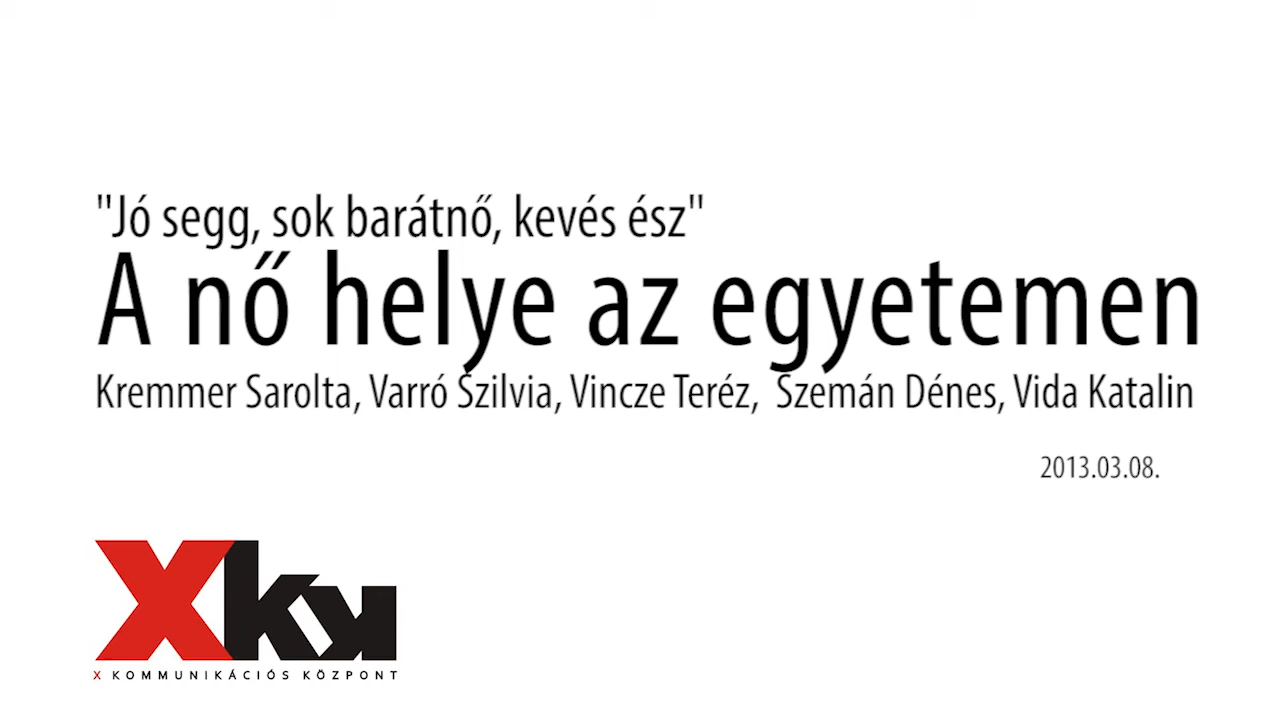 "Jó segg, sok barátnő, kevés ész"
A nő helye az egyetemen
Kremmer Sarolta, Varró Szilvia, Vincze Teréz,  Szemán Dénes, Vida Katalin
2013.03.08.
Xkk
X KOMMUNIKÁCIÓS KÖZPONT